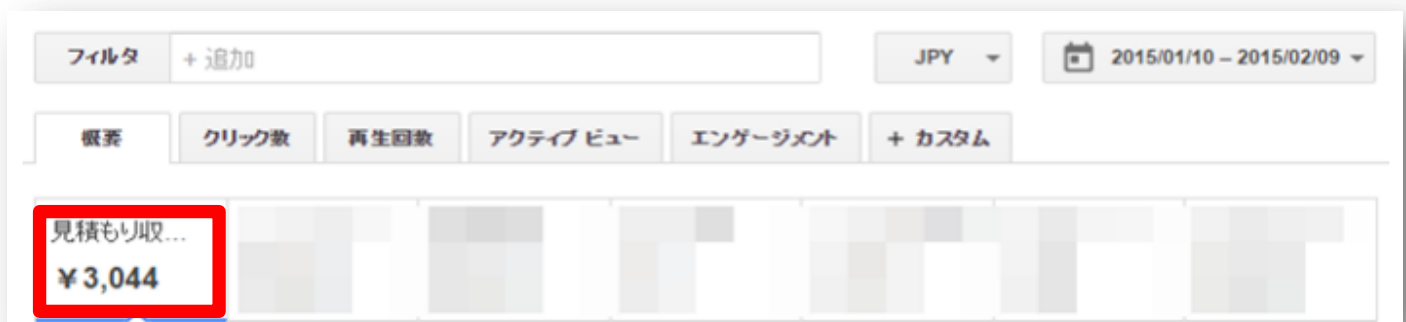 フィルタ + 追加 JPY 2015/01/10 – 2015/02/09
概要 クリック数 再生回数 アクティブ ビュー エンゲージメント + カスタム
見積もり収...
¥3,044